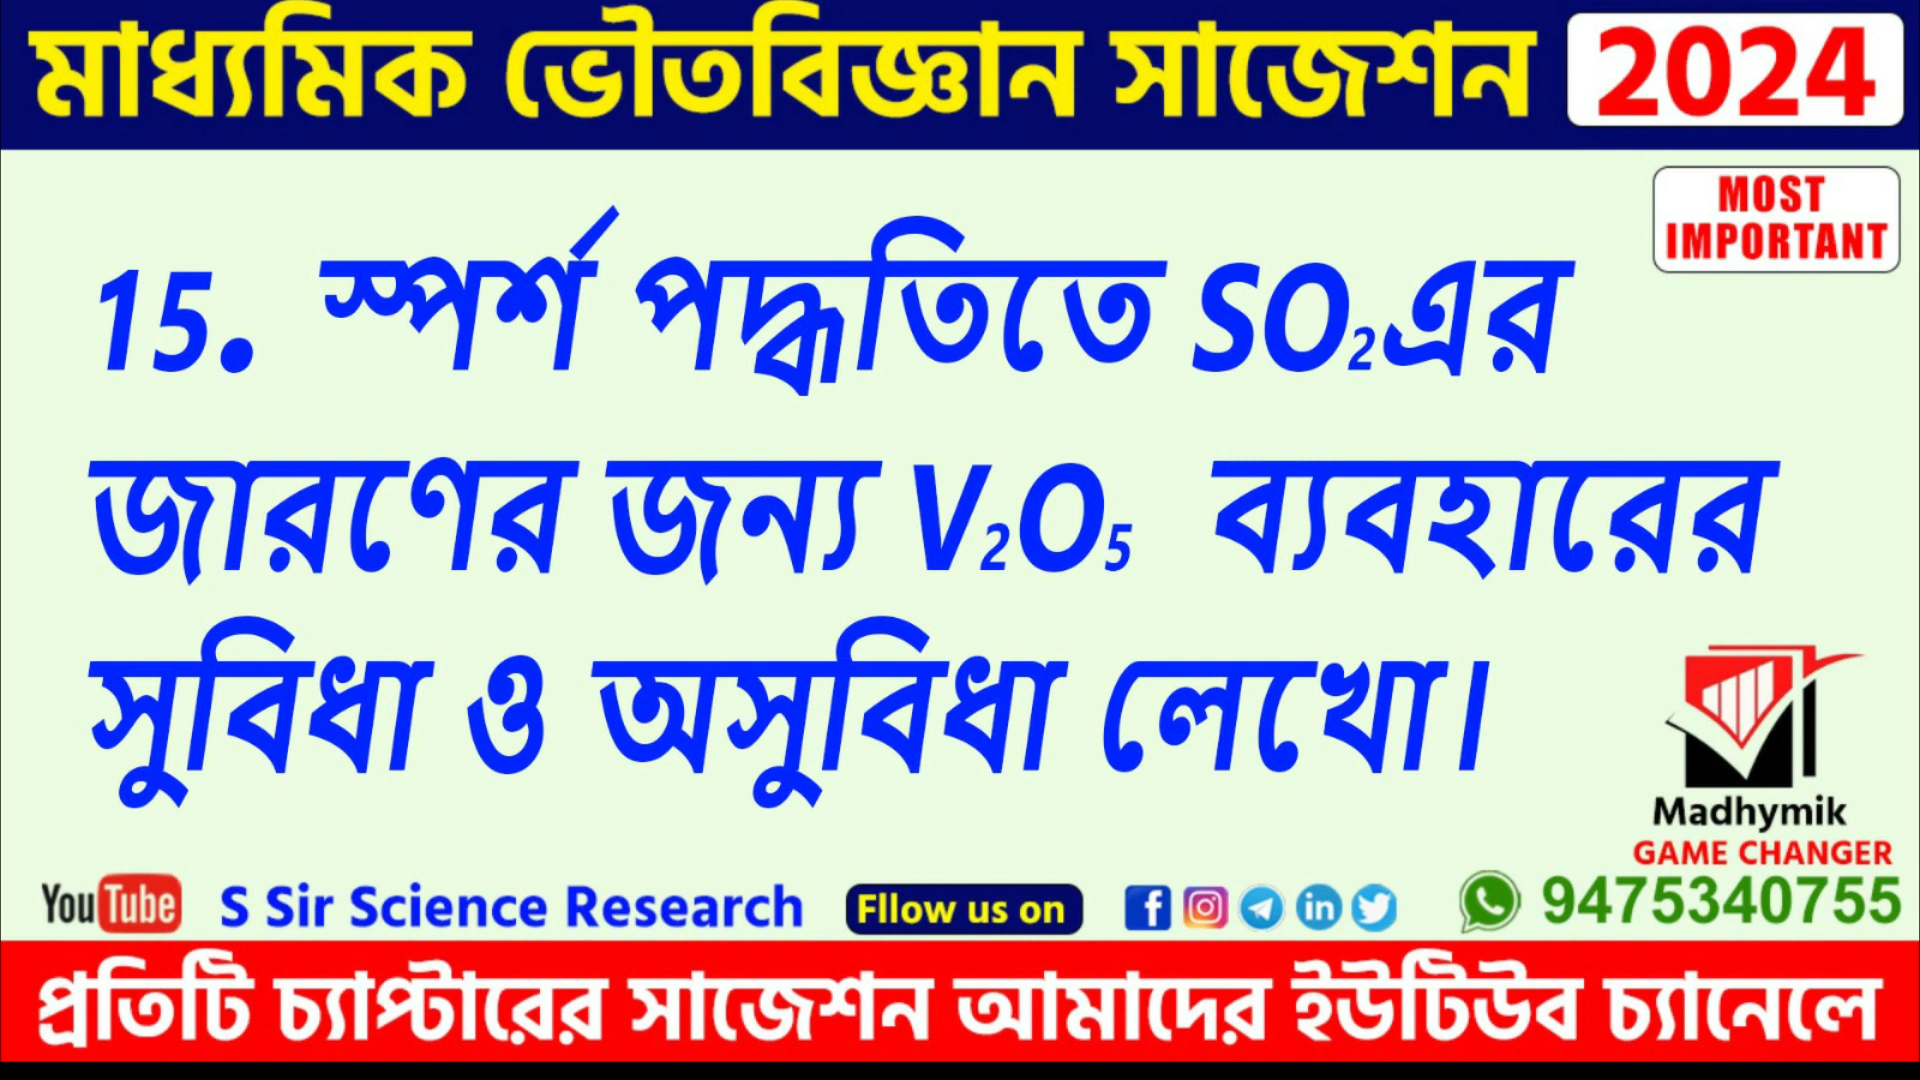 মাধ্যমিক ভৌতবিজ্ঞান সাজেশন 2024
MOST
IMPORTANT
15. স্পর্শ পদ্ধতিতে SO₂এর
জারণের জন্য V₂O₅ ব্যবহারের
সুবিধা ও অসুবিধা লেখো।
Madhymik
GAME CHANGER
YouTube S Sir Science Research Fllow us on 9475340755
প্রতিটি চ্যাপ্টারের সাজেশন আমাদের ইউটিউব চ্যানেলে